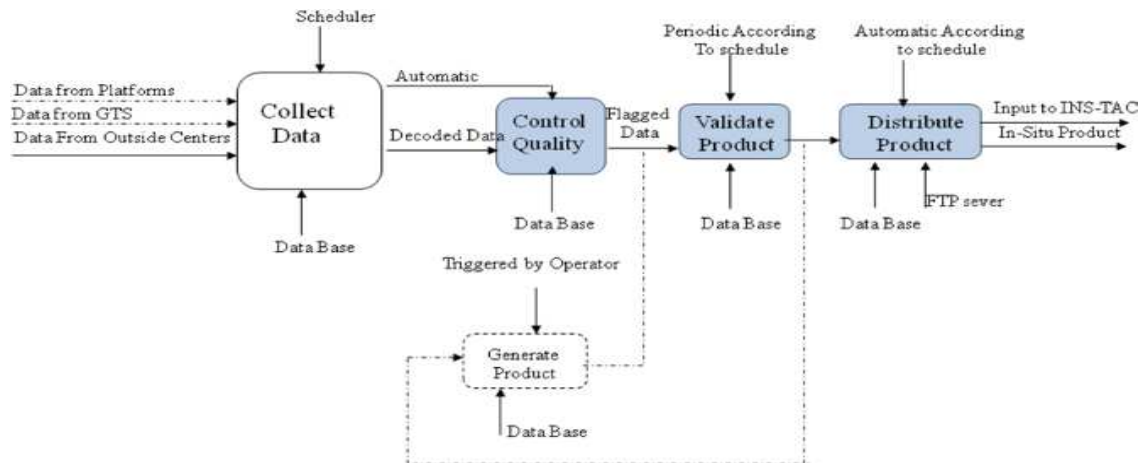 Scheduler
Data from Platforms
Data from GTS
Data From Outside Centers
Collect
Data
Data Base
Automatic
Decoded Data
Control
Quality
Data Base
Flagged
Data
Periodic According
To schedule
Validate
Product
Data Base
Automatic According
to schedule
Distribute
Product
Data Base
FTP sever
Input to INS-TAC
In-Situ Product
Triggered by Operator
Generate
Product
Data Base